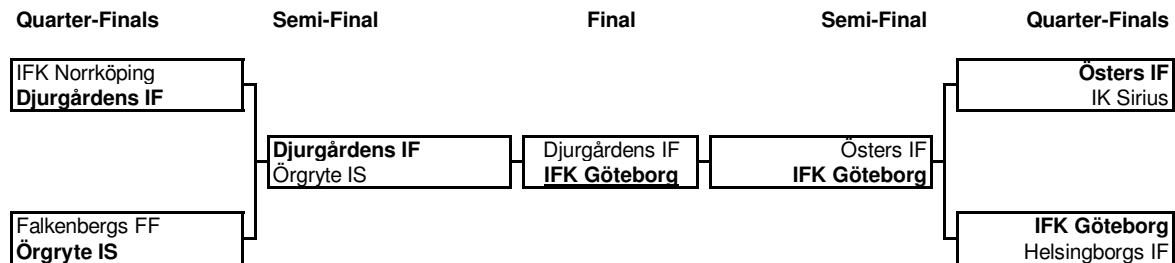 Quarter-Finals Semi-Final Final Semi-Final Quarter-Finals
IFK Norrköping Östers IF
Djurgårdens IF IK Sirius
Djurgårdens IF Djurgårdens IF Östers IF
Örgryte IS IFK Göteborg IFK Göteborg
Falkenbergs FF IFK Göteborg
Örgryte IS Helsingborgs IF